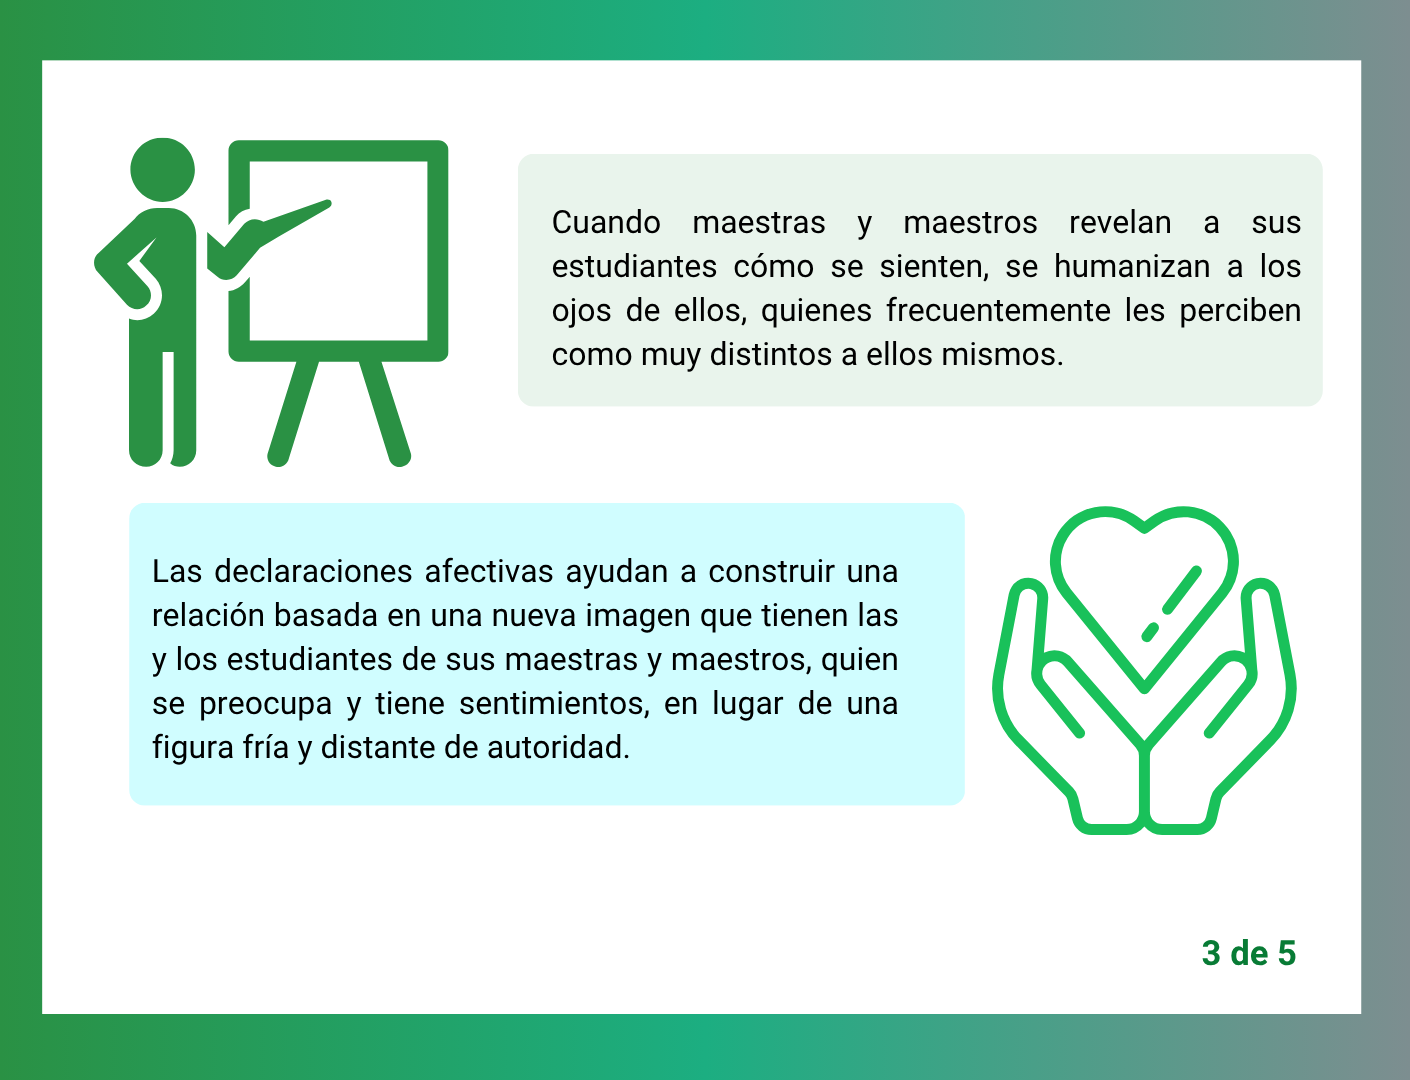 Cuando maestras y maestros revelan a sus
estudiantes cómo se sienten, se humanizan a los
ojos de ellos, quienes frecuentemente les perciben
como muy distintos a ellos mismos.
Las declaraciones afectivas ayudan a construir una
relación basada en una nueva imagen que tienen las
y los estudiantes de sus maestras y maestros, quien
se preocupa y tiene sentimientos, en lugar de una
figura fría y distante de autoridad.
3 de 5